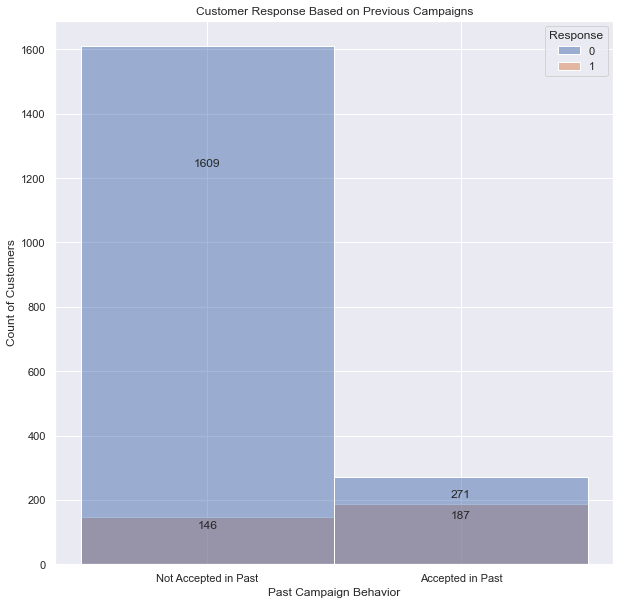 Customer Response Based on Previous Campaigns
Response
0
1
1600
1400
1200
1000
800
600
400
200
0
Count of Customers
1609
146
271
187
Not Accepted in Past
Accepted in Past
Past Campaign Behavior